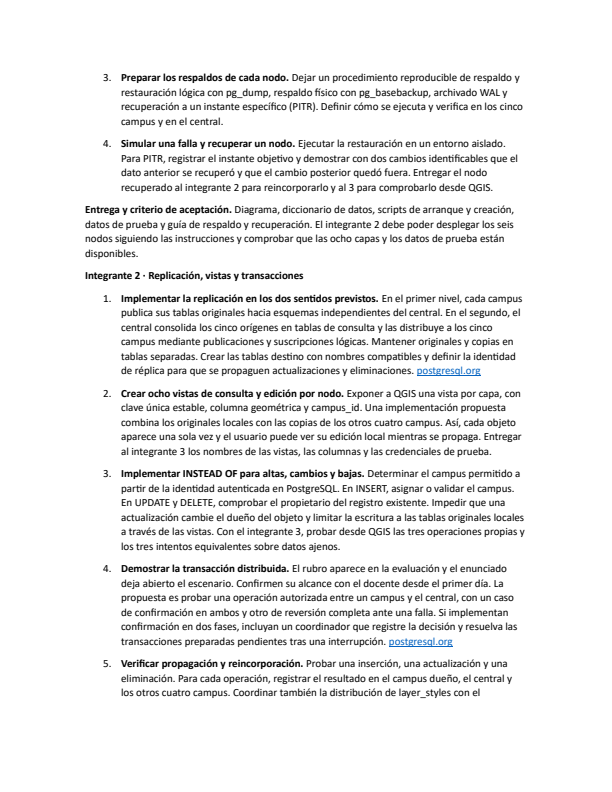 3. Preparar los respaldos de cada nodo. Dejar un procedimiento reproducible de respaldo y
restauración lógica con pg_dump, respaldo físico con pg_basebackup, archivado WAL y
recuperación a un instante específico (PITR). Definir cómo se ejecuta y verifica en los cinco
campus y en el central.
4. Simular una falla y recuperar un nodo. Ejecutar la restauración en un entorno aislado.
Para PITR, registrar el instante objetivo y demostrar con dos cambios identificables que el
dato anterior se recuperó y que el cambio posterior quedó fuera. Entregar el nodo
recuperado al integrante 2 para reincorporarlo y al 3 para comprobarlo desde QGIS.
Entrega y criterio de aceptación. Diagrama, diccionario de datos, scripts de arranque y creación,
datos de prueba y guía de respaldo y recuperación. El integrante 2 debe poder desplegar los seis
nodos siguiendo las instrucciones y comprobar que las ocho capas y los datos de prueba están
disponibles.
Integrante 2 · Replicación, vistas y transacciones
1. Implementar la replicación en los dos sentidos previstos. En el primer nivel, cada campus
publica sus tablas originales hacia esquemas independientes del central. En el segundo, el
central consolida los cinco orígenes en tablas de consulta y las distribuye a los cinco
campus mediante publicaciones y suscripciones lógicas. Mantener originales y copias en
tablas separadas. Crear las tablas destino con nombres compatibles y definir la identidad
de réplica para que se propaguen actualizaciones y eliminaciones. postgresql.org
2. Crear ocho vistas de consulta y edición por nodo. Exponer a QGIS una vista por capa, con
clave única estable, columna geométrica y campus_id. Una implementación propuesta
combina los originales locales con las copias de los otros cuatro campus. Así, cada objeto
aparece una sola vez y el usuario puede ver su edición local mientras se propaga. Entregar
al integrante 3 los nombres de las vistas, las columnas y las credenciales de prueba.
3. Implementar INSTEAD OF para altas, cambios y bajas. Determinar el campus permitido a
partir de la identidad autenticada en PostgreSQL. En INSERT, asignar o validar el campus.
En UPDATE y DELETE, comprobar el propietario del registro existente. Impedir que una
actualización cambie el dueño del objeto y limitar la escritura a las tablas originales locales
a través de las vistas. Con el integrante 3, probar desde QGIS las tres operaciones propias y
los tres intentos equivalentes sobre datos ajenos.
4. Demostrar la transacción distribuida. El rubro aparece en la evaluación y el enunciado
deja abierto el escenario. Confirmen su alcance con el docente desde el primer día. La
propuesta es probar una operación autorizada entre un campus y el central, con un caso
de confirmación en ambos y otro de reversión completa ante una falla. Si implementan
confirmación en dos fases, incluyan un coordinador que registre la decisión y resuelva las
transacciones preparadas pendientes tras una interrupción. postgresql.org
5. Verificar propagación y reincorporación. Probar una inserción, una actualización y una
eliminación. Para cada operación, registrar el resultado en el campus dueño, el central y
los otros cuatro campus. Coordinar también la distribución de layer_styles con el